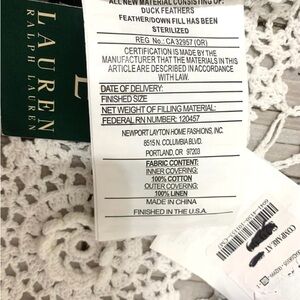 ALL NEW MATERIAL CONSISTING OF:
DUCK FEATHERS
FEATHER/DOWN FILL HAS BEEN
STERILIZED
REG No.: CA32957 (OR)
CERTIFICATION IS MADE BY THE
MANUFACTURER THAT THE MATERIALS IN THIS
ARTICLE ARE DESCRIBED IN ACCORDANCE
WITH LAW.
DATE OF DELIVERY:
FINISHED SIZE
NET WEIGHT OF FILLING MATERIAL:
FEDERAL RN NUMBER: 120457
NEWPORT LAYTON HOME FASHIONS, INC.
8515 N. COLUMBIA BLVD.
PORTLAND, OR 97203
FABRIC CONTENT:
INNER COVERING:
100% COTTON
OUTER COVERING:
100% LINEN
MADE IN CHINA
FINISHED IN THE U.S.A.
LAUREN
RALPH LAUREN
L
COMPARE AT